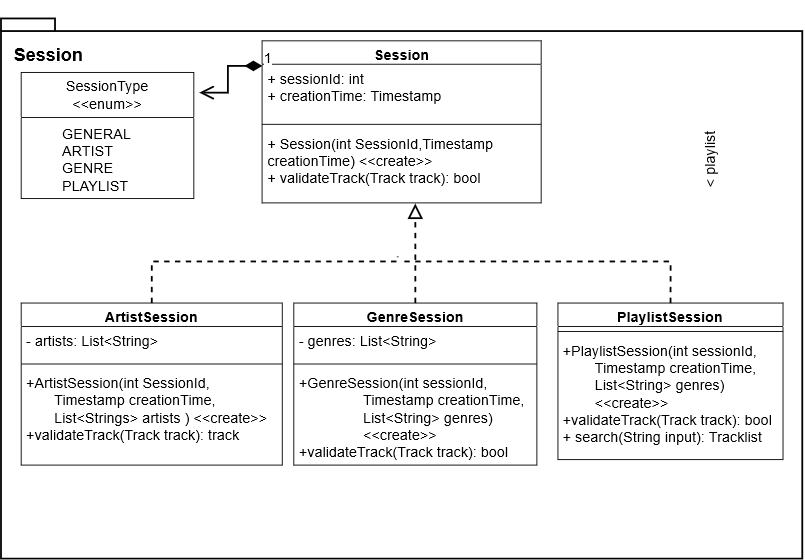 Session
SessionType
<<enum>>
GENERAL
ARTIST
GENRE
PLAYLIST
1
Session
+ sessionId: int
+ creationTime: Timestamp
+ Session(int SessionId,Timestamp
creationTime) <<create>>
+ validateTrack(Track track): bool
< playlist
ArtistSession
- artists: List<String>
+ArtistSession(int SessionId,
Timestamp creationTime,
List<Strings> artists ) <<create>>
+validateTrack(Track track): track
GenreSession
- genres: List<String>
+GenreSession(int sessionId,
Timestamp creationTime,
List<String> genres)
<<create>>
+validateTrack(Track track): bool
PlaylistSession
+PlaylistSession(int sessionId,
Timestamp creationTime,
List<String> genres)
<<create>>
+validateTrack(Track track): bool
+ search(String input): Tracklist